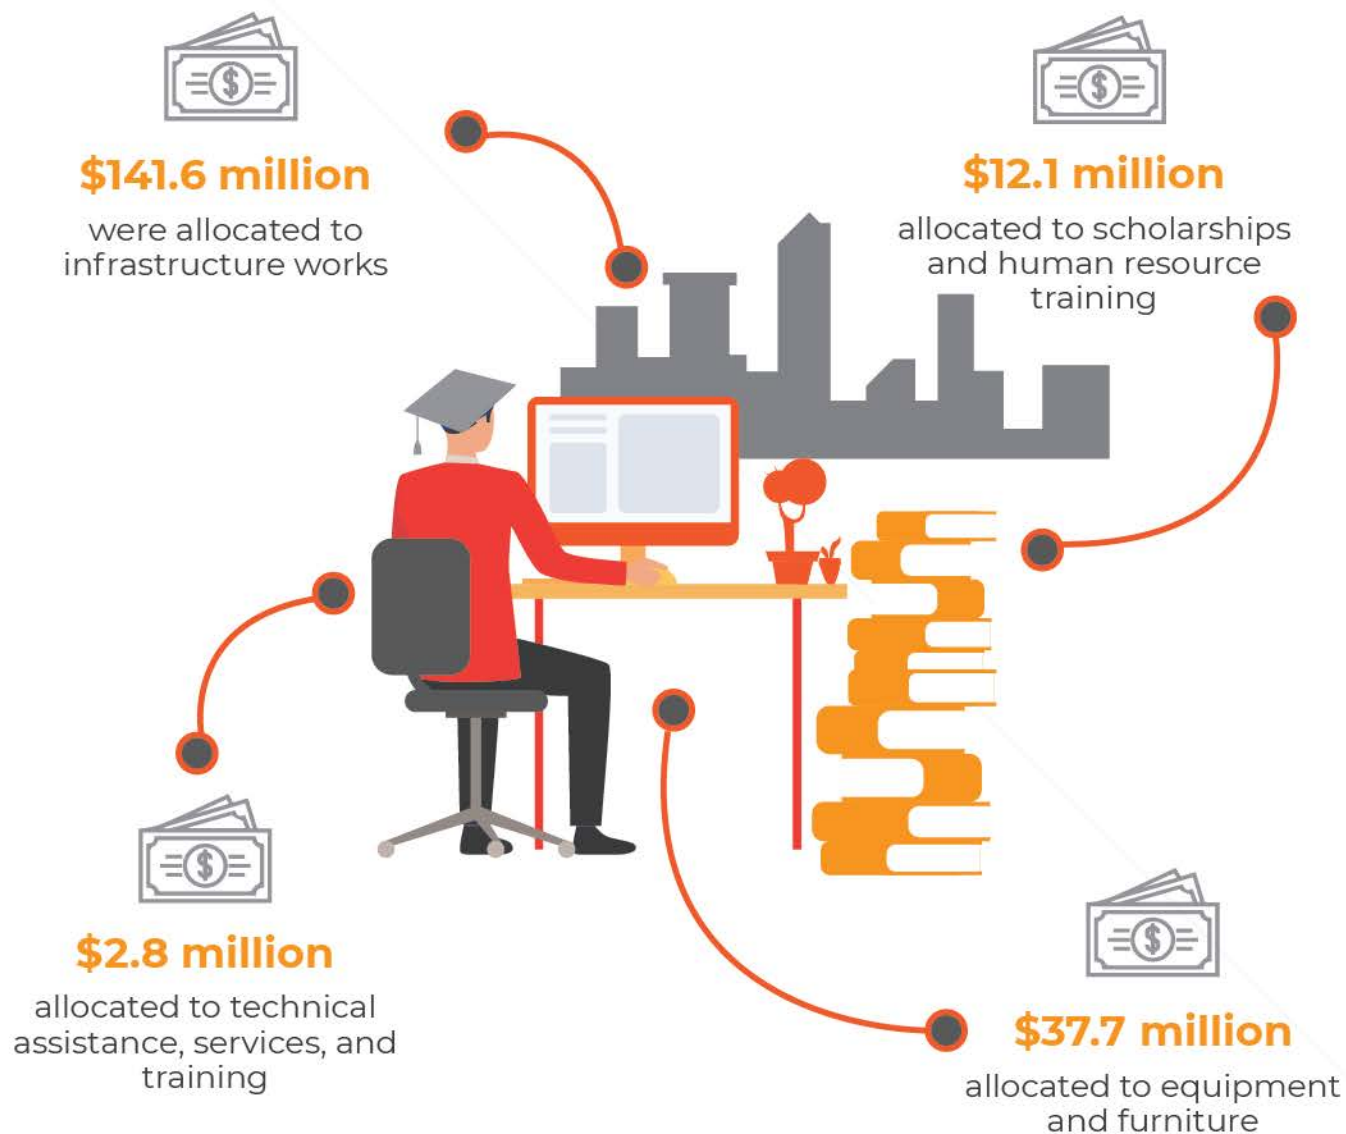 $141.6 million
were allocated to
infrastructure works
$12.1 million
allocated to scholarships
and human resource
training
$2.8 million
allocated to technical
assistance, services, and
training
$37.7 million
allocated to equipment
and furniture